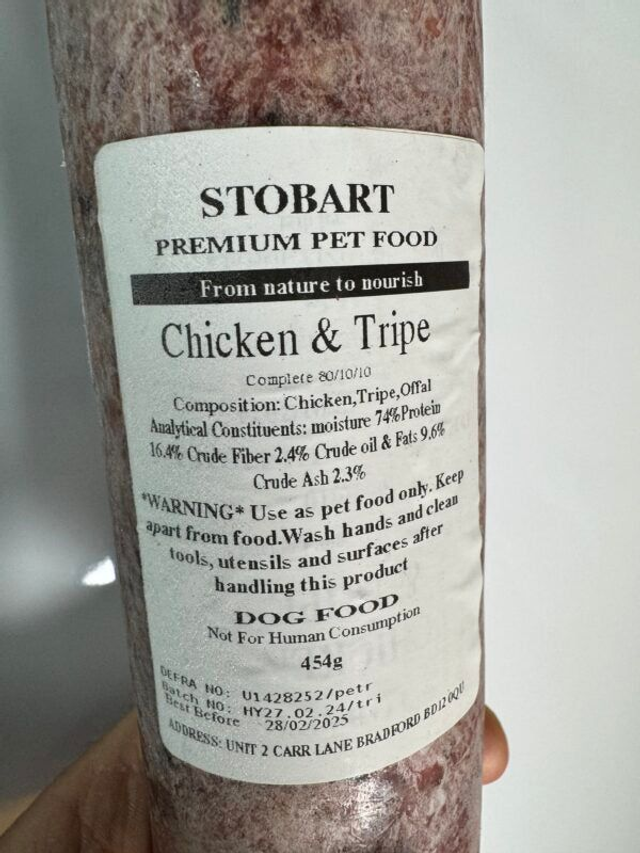 STOBART
PREMIUM PET FOOD
From nature to nourish
Chicken & Tripe
Complete 80/10/10
Composition: Chicken,Tripe,Offal
Analytical Constituents: moisture 74%Protein
16.4% Crude Fiber 2.4% Crude oil & Fats 9.6%
Crude Ash 2.3%
*WARNING* Use as pet food only. Keep
apart from food.Wash hands and clean
tools, utensils and surfaces after
handling this product
DOG FOOD
Not For Human Consumption
454g
DEFRA NO: U1428252/petr
Batch NO: HY27.02.24/tri
Best Before 28/02/2025
ADDRESS: UNIT 2 CARR LANE BRADFORD BD12 0QU